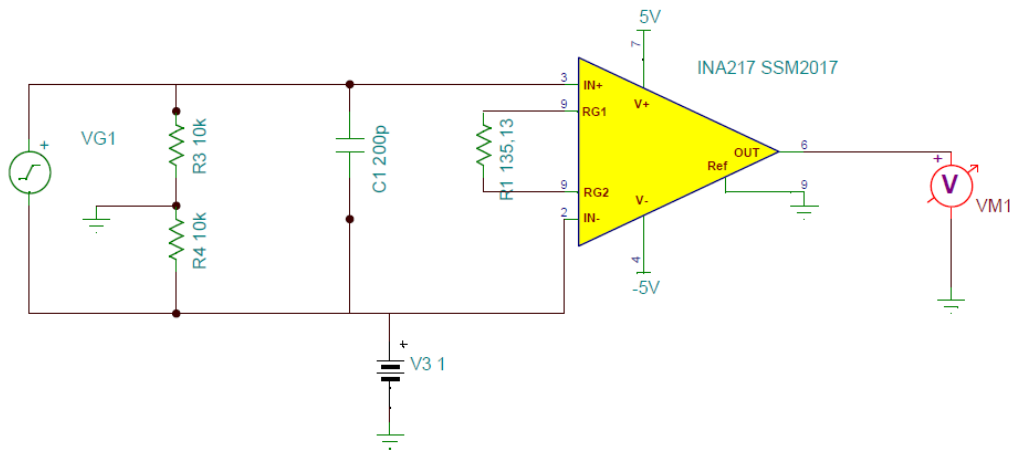 5V
7
INA217 SSM2017
3
IN+
V+
VG1
+
R3 10k
C1 200p
9
RG1
R1 135,13
OUT
6
+
V
VM1
Ref
9
R4 10k
9
RG2
V-
2
IN-
4
-5V
+
V3 1